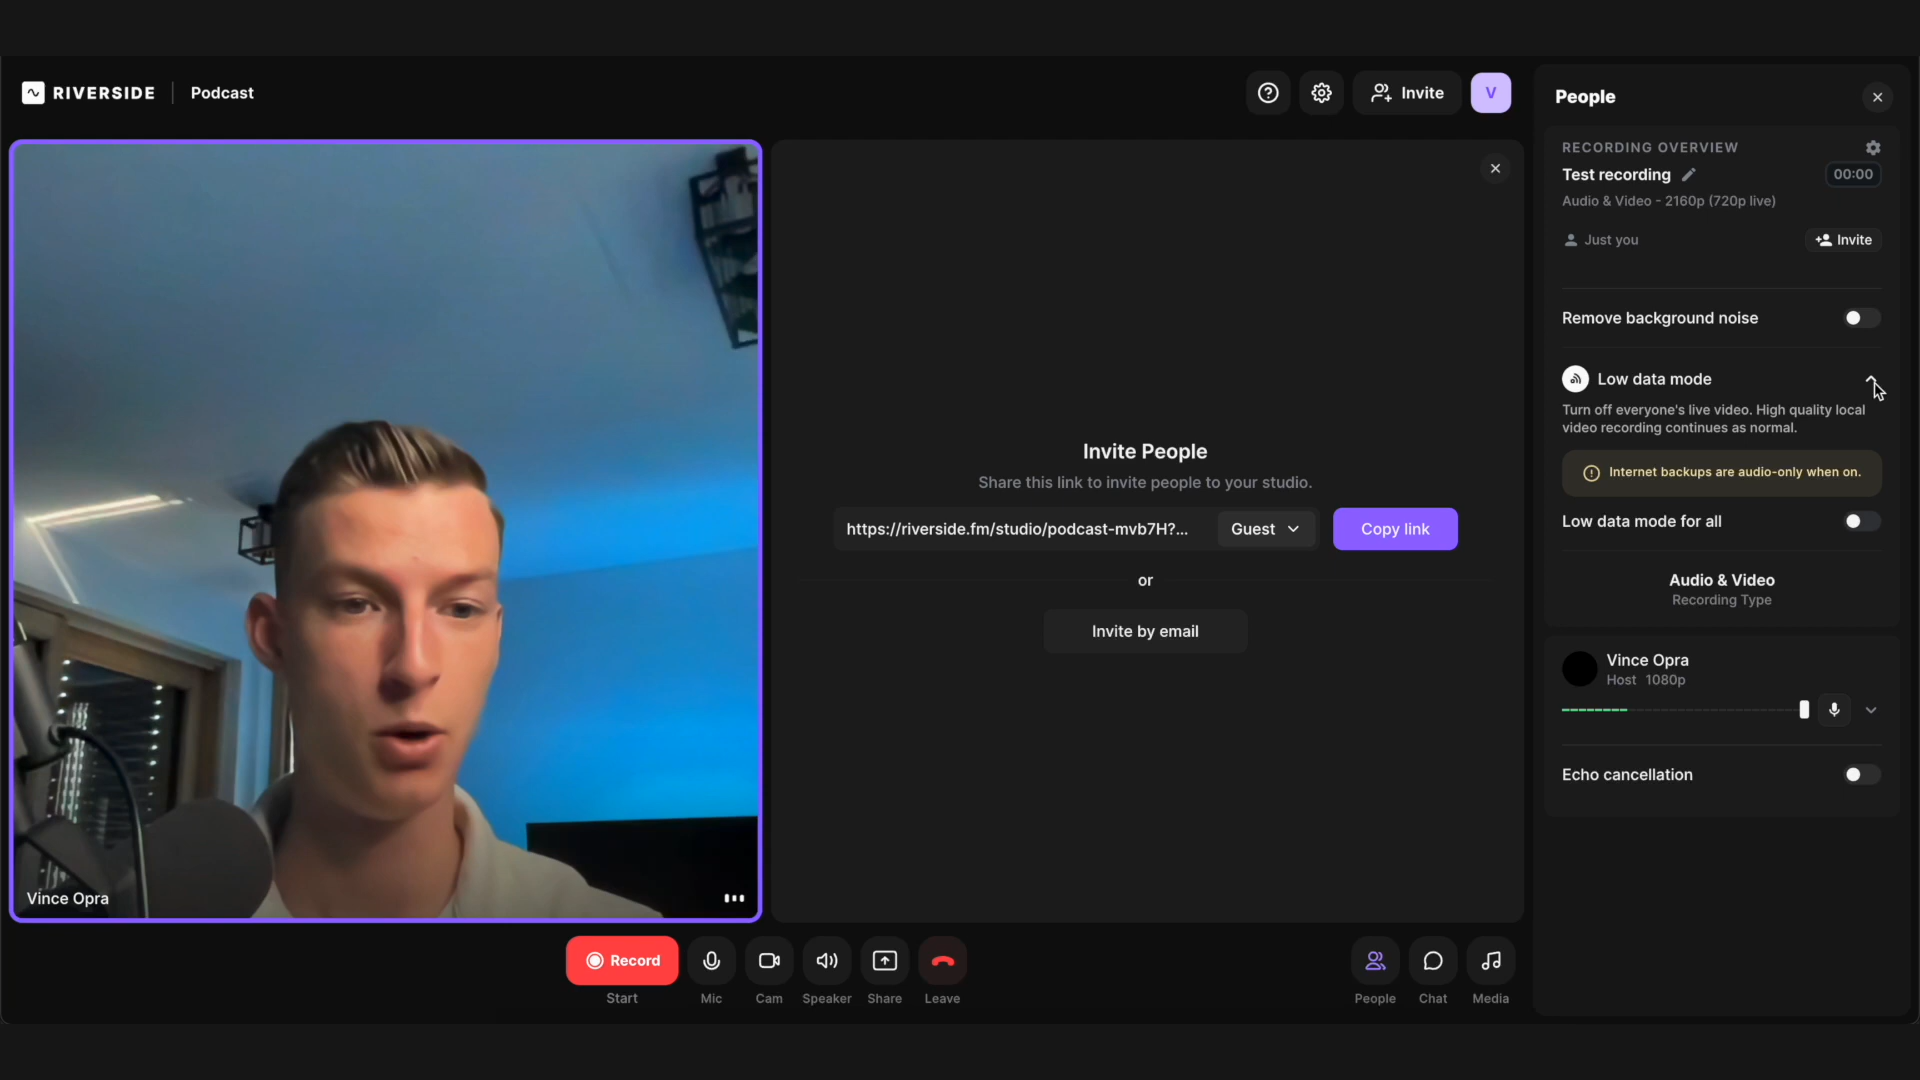 RIVERSIDE
Podcast
Invite
V
Vince Opra
Invite People
Share this link to invite people to your studio.
https://riverside.fm/studio/podcast-mvb7H?...
Guest
Copy link
or
Invite by email
Record
Start
Mic
Cam
Speaker
Share
Leave
People
Chat
Media
People
RECORDING OVERVIEW
Test recording
00:00
Audio & Video - 2160p (720p live)
Just you
Invite
Remove background noise
Low data mode
Turn off everyone's live video. High quality local
video recording continues as normal.
Internet backups are audio-only when on.
Low data mode for all
Audio & Video
Recording Type
Vince Opra
Host 1080p
Echo cancellation